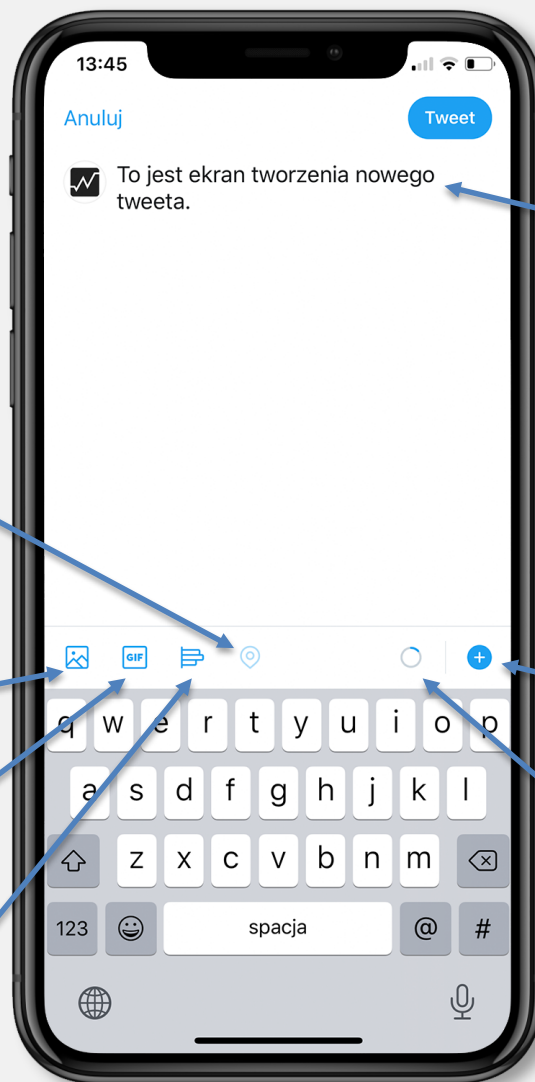 13:45
Anuluj
Tweet
To jest ekran tworzenia nowego
tweeta.
GIF
q w e r t y u i o p
a s d f g h j k l
z x c v b n m
123 spacja @ #